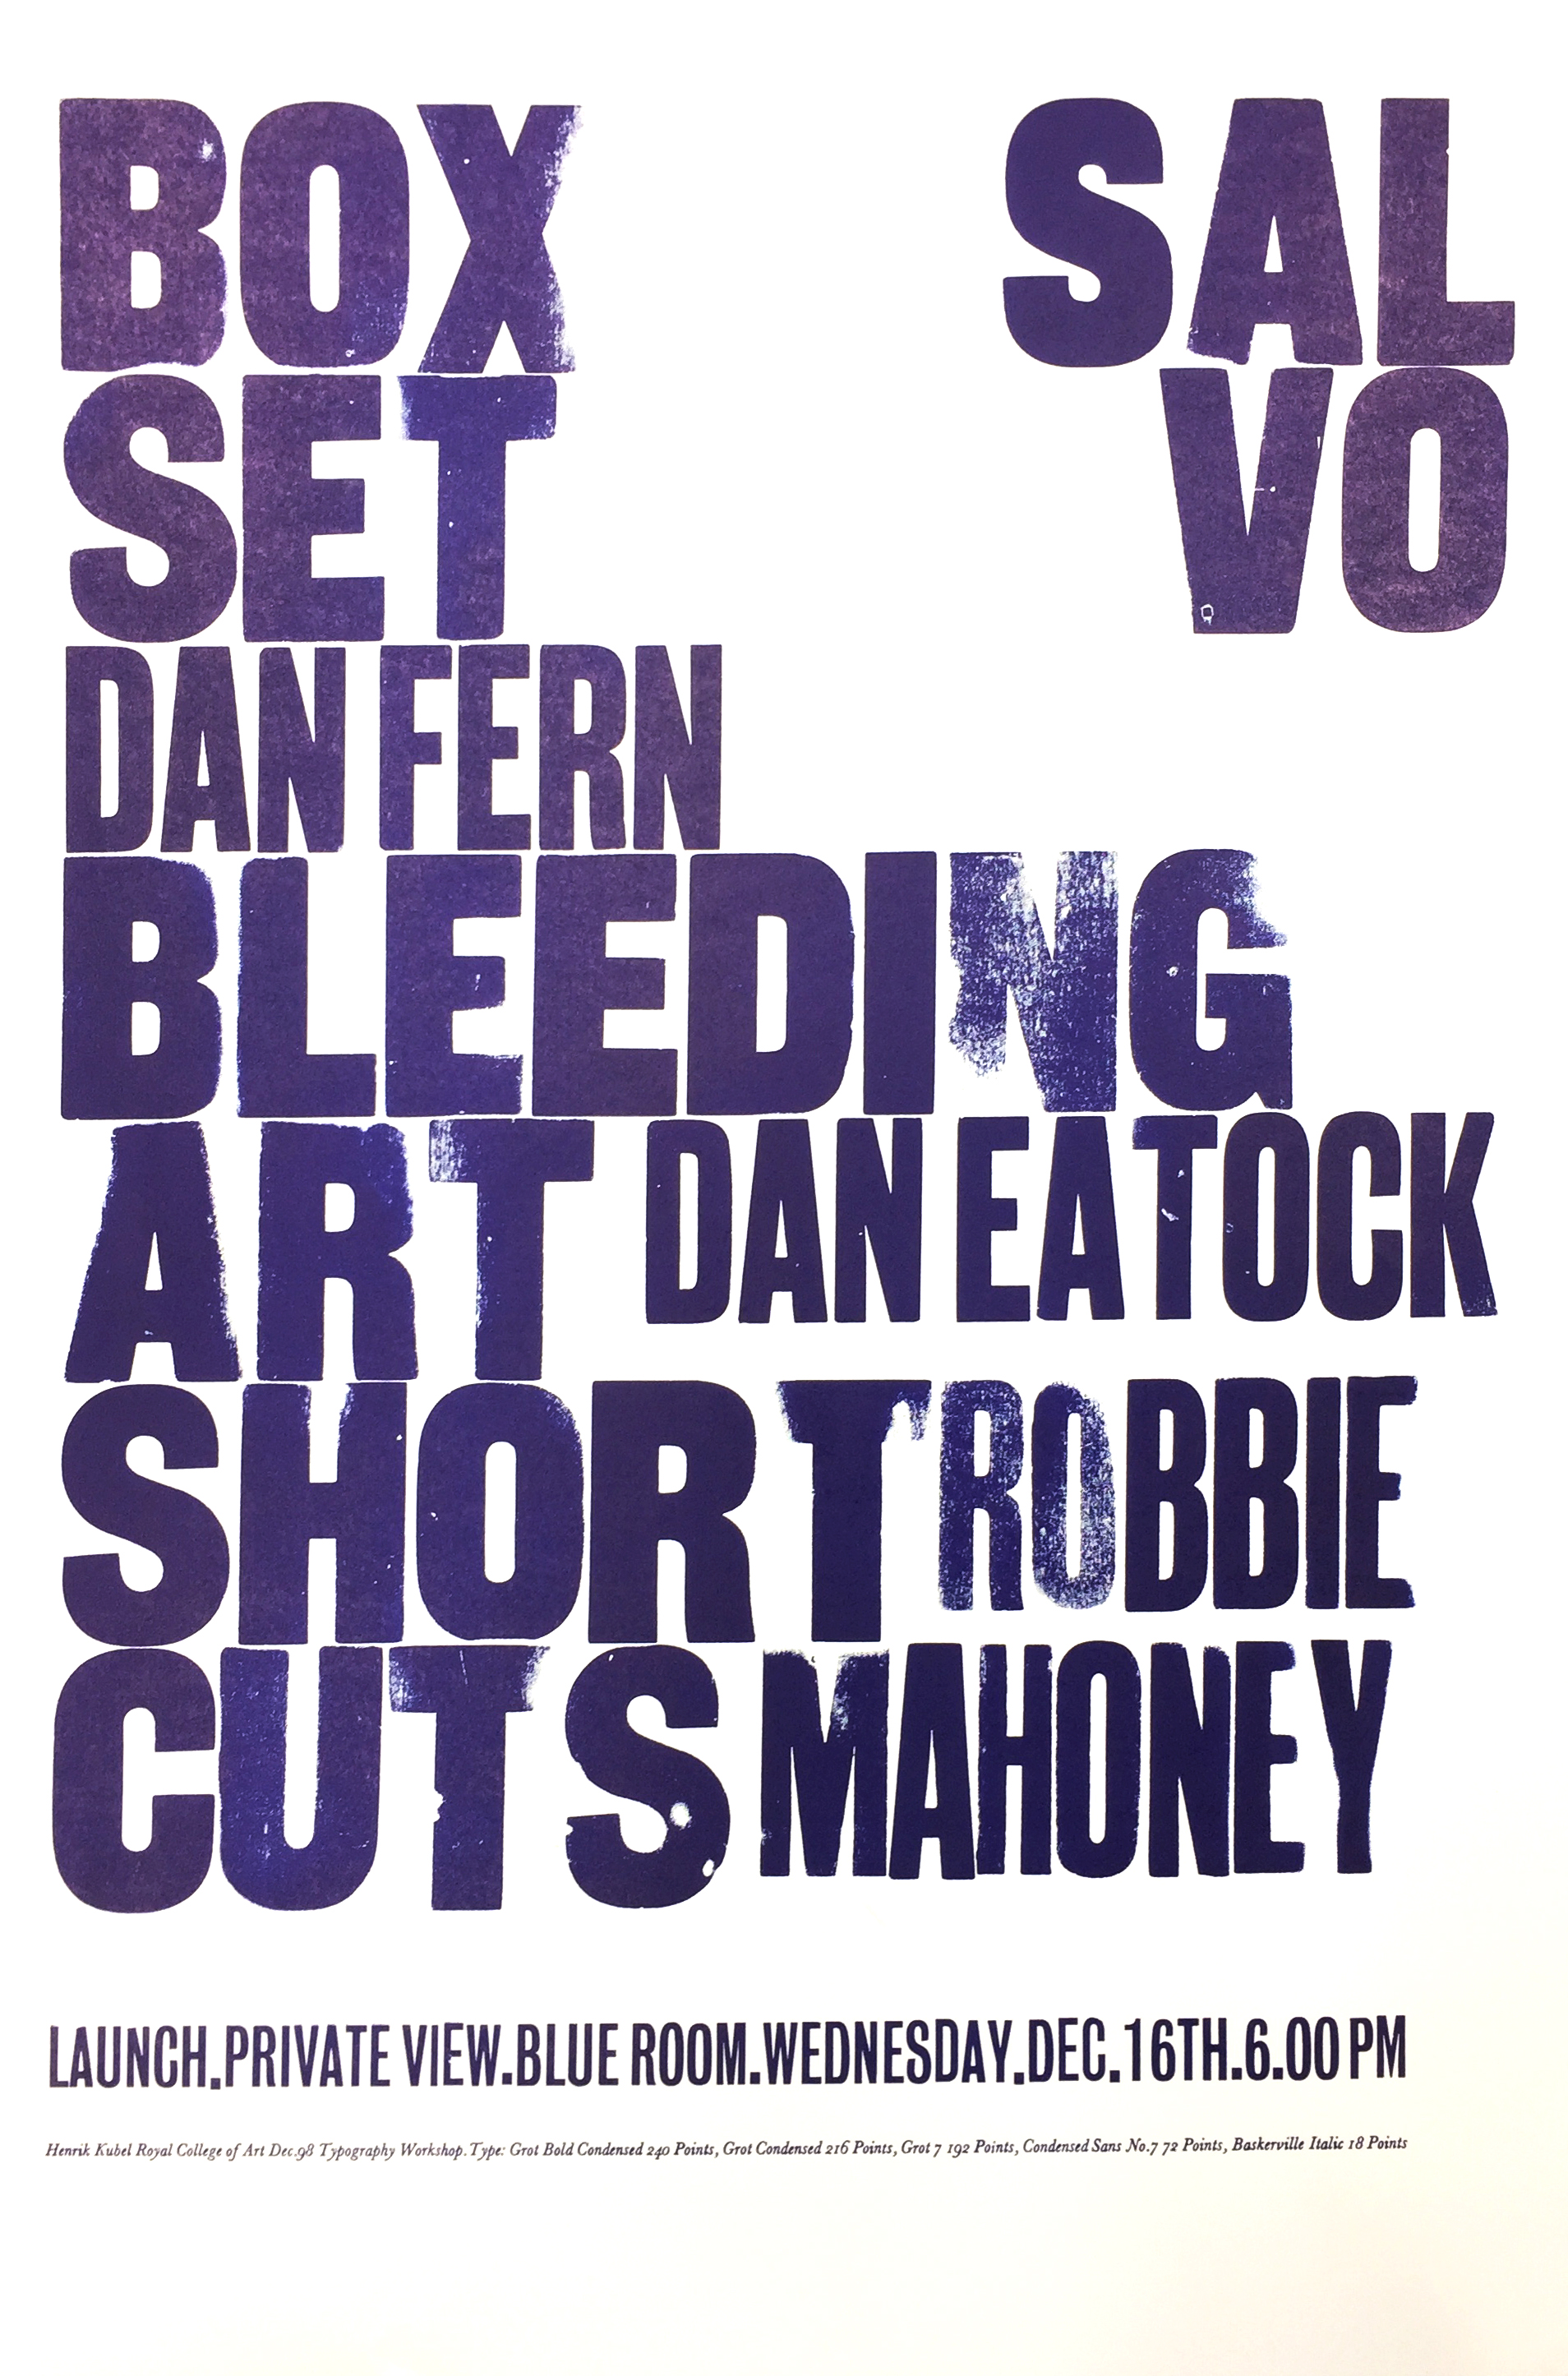 BOX SAL
SET VO
DAN FERN
BLEEDING
ART DAN EATOCK
SHORT ROBBIE
CUTS MAHONEY
LAUNCH.PRIVATE VIEW.BLUE ROOM.WEDNESDAY.DEC.16TH.6.00 PM
Henrik Kubel Royal College of Art Dec.98 Typography Workshop. Type: Grot Bold Condensed 240 Points, Grot Condensed 216 Points, Grot 7 192 Points, Condensed Sans No.7 72 Points, Baskerville Italic 18 Points